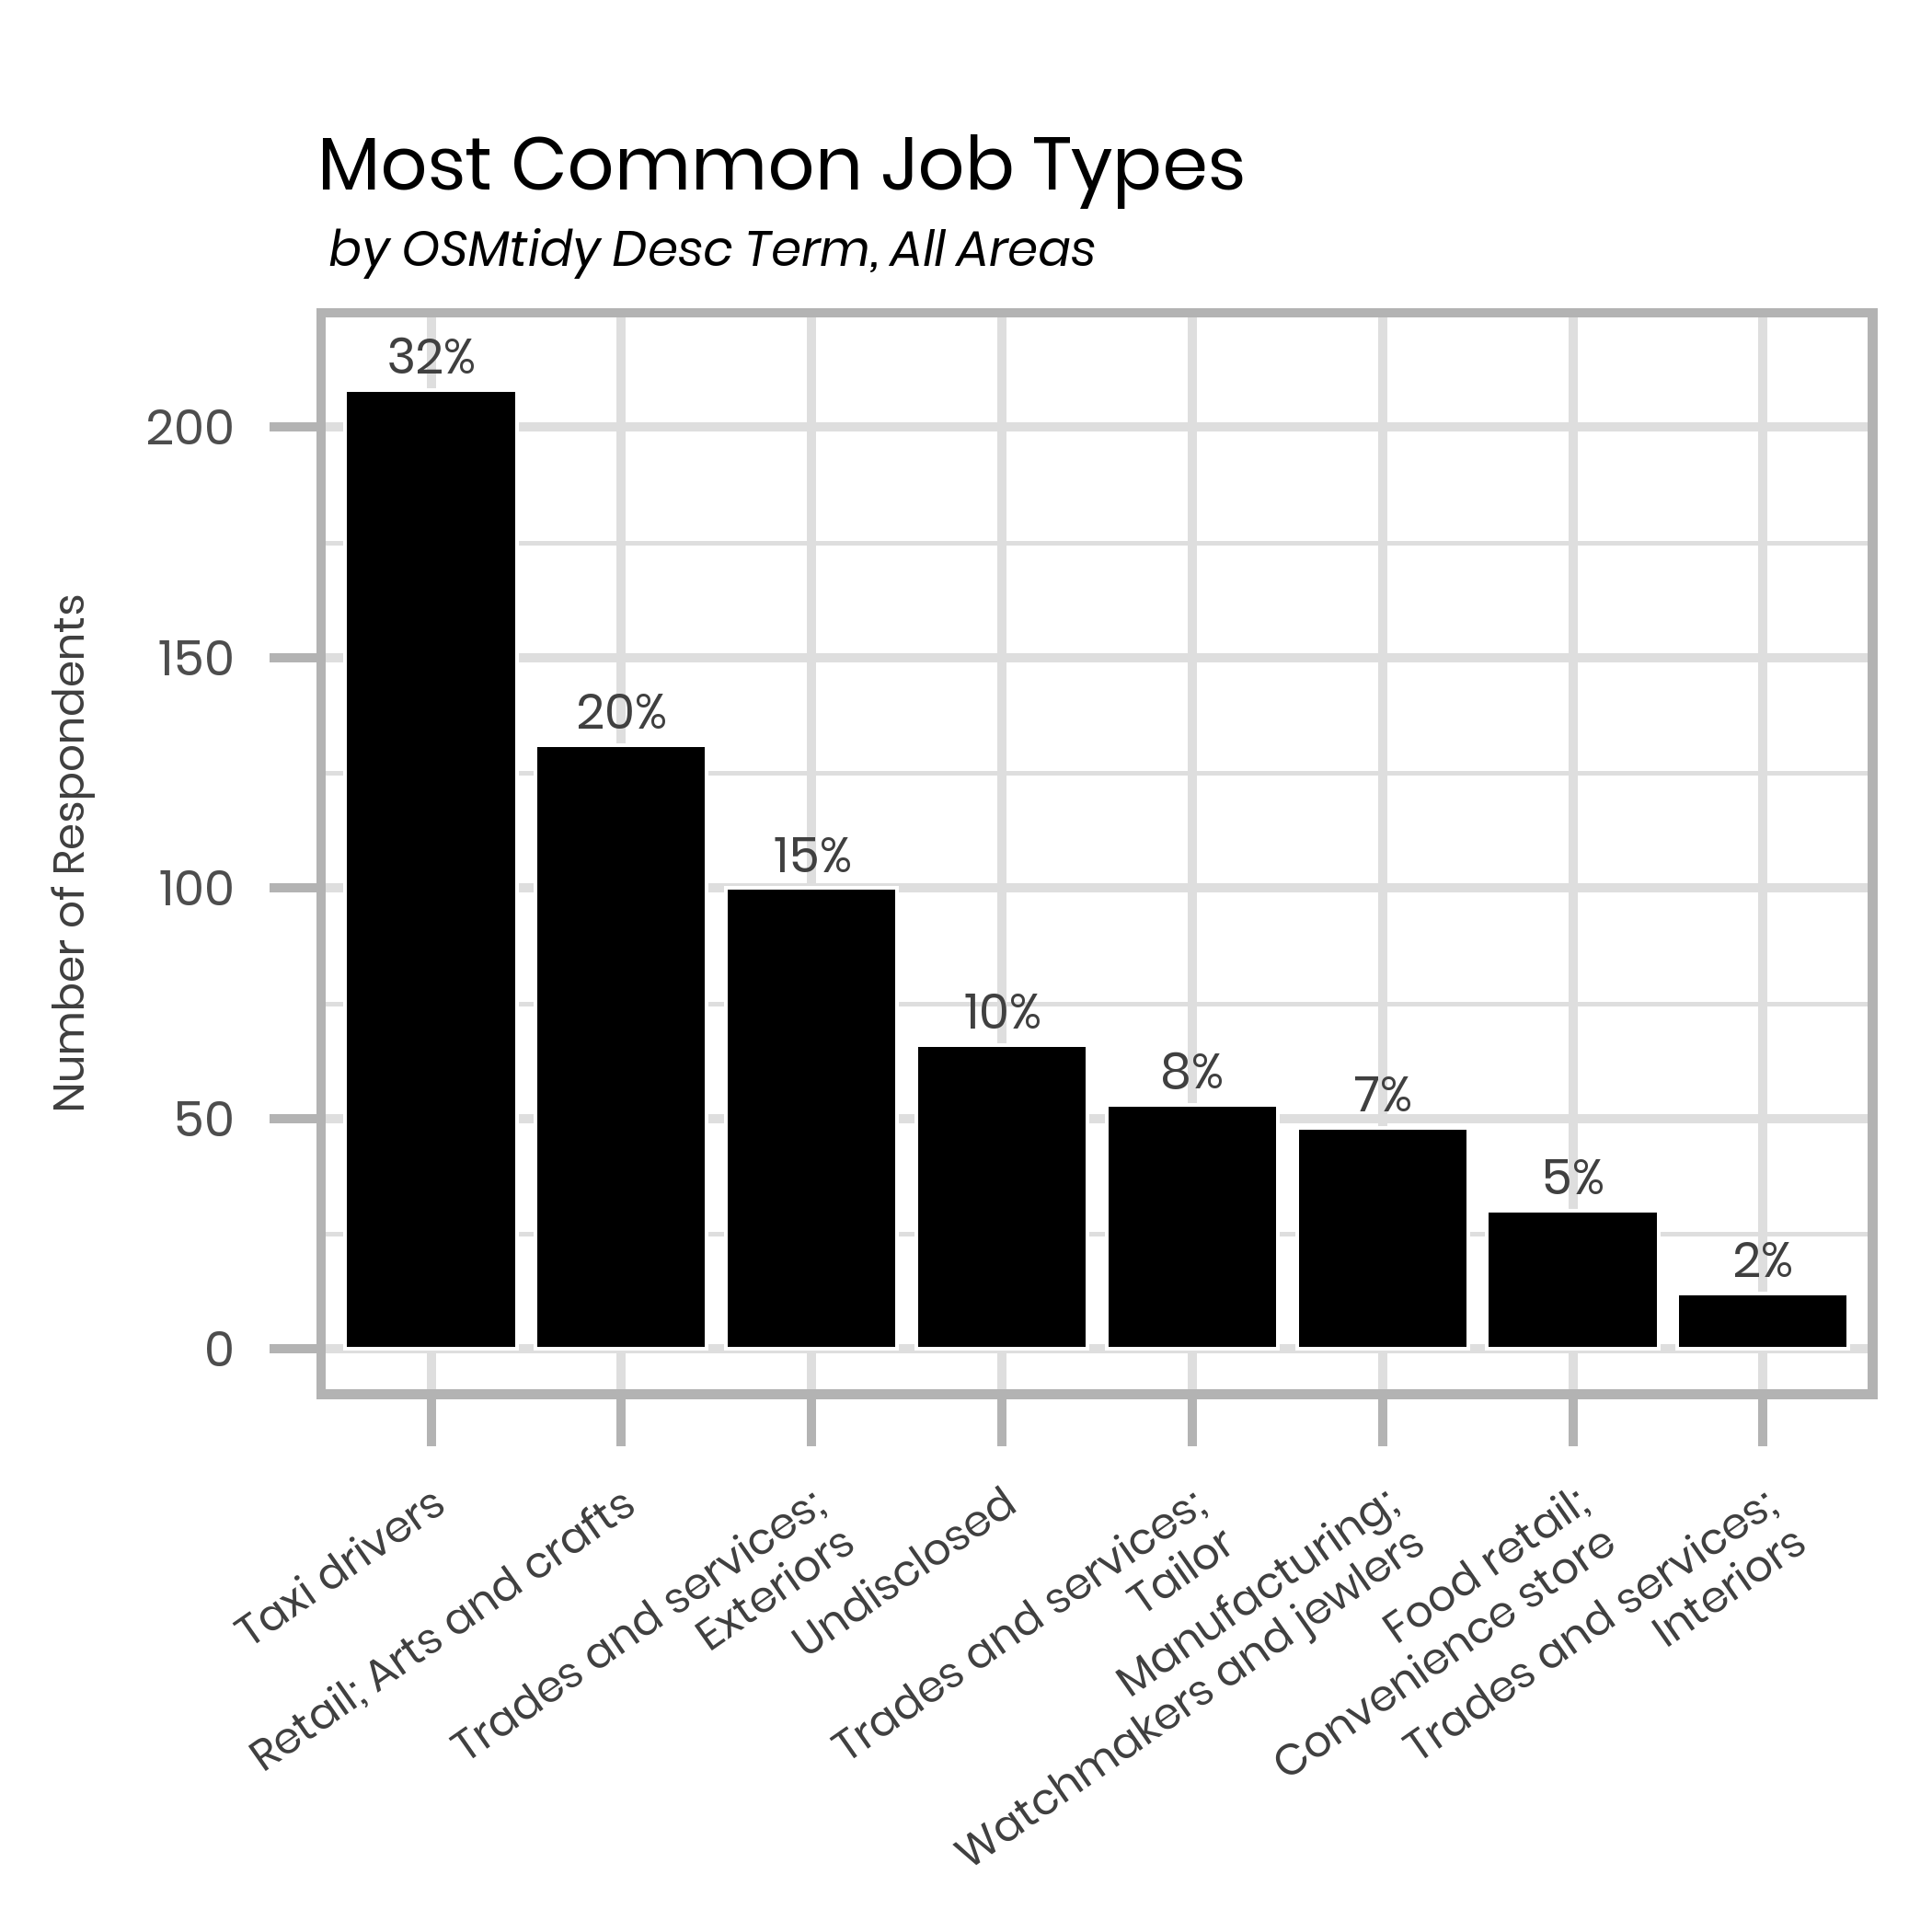 Most Common Job Types
by OSMtidy Desc Term, All Areas
Number of Respondents
200
150
100
50
0
32%
20%
15%
10%
8%
7%
5%
2%
Taxi drivers
Retail; Arts and crafts
Trades and services;
Exteriors
Undisclosed
Trades and services;
Tailor
Manufacturing;
Watchmakers and jewlers
Food retail;
Convenience store
Trades and services;
Interiors